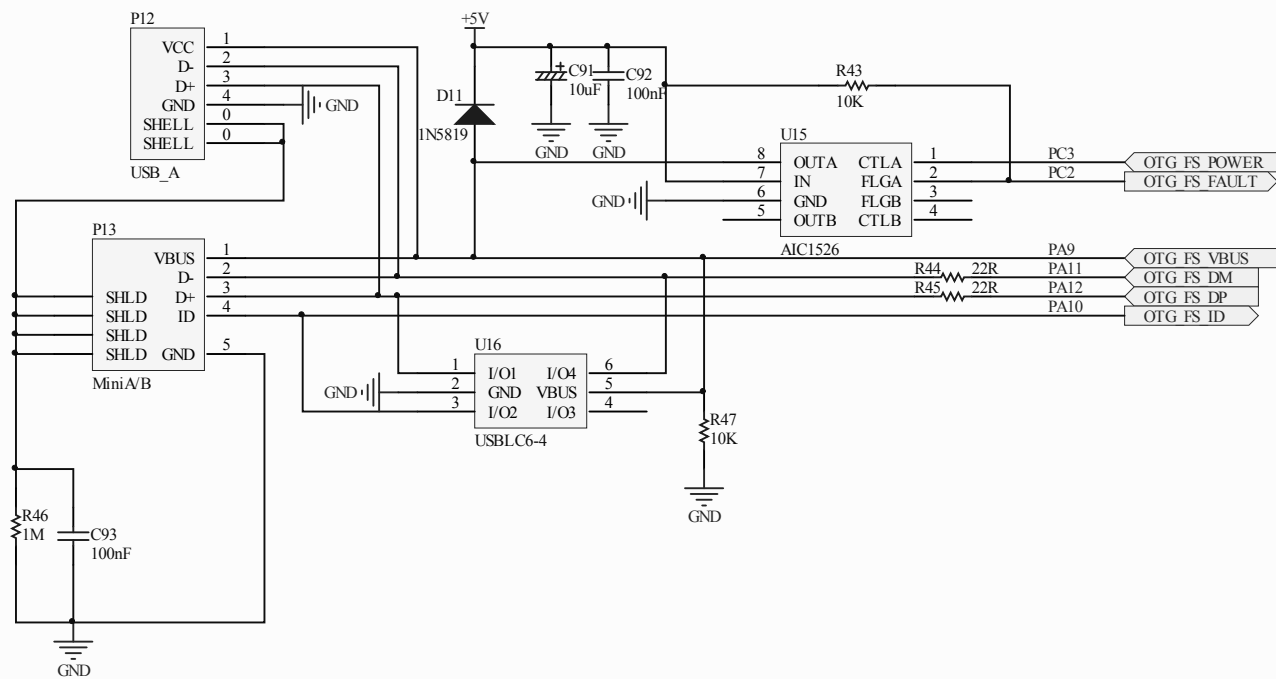 P12
VCC 1
D- 2
D+ 3
GND 4
SHELL 0
SHELL 0
USB_A
GND
+5V
D11
1N5819
C91
10uF
GND
C92
100nF
GND
R43
10K
U15
8 OUTA CTLA 1
7 IN FLGA 2
6 GND FLGB 3
5 OUTB CTLB 4
AIC1526
GND
PC3 OTG_FS_POWER
PC2 OTG_FS_FAULT
P13
VBUS 1
D- 2
SHLD D+ 3
SHLD ID 4
SHLD
SHLD GND 5
MiniA/B
PA9 OTG_FS_VBUS
R44 22R PA11 OTG_FS_DM
R45 22R PA12 OTG_FS_DP
PA10 OTG_FS_ID
U16
1 I/O1 I/O4 6
2 GND VBUS 5
3 I/O2 I/O3 4
USBLC6-4
GND
R47
10K
GND
R46
1M
C93
100nF
GND